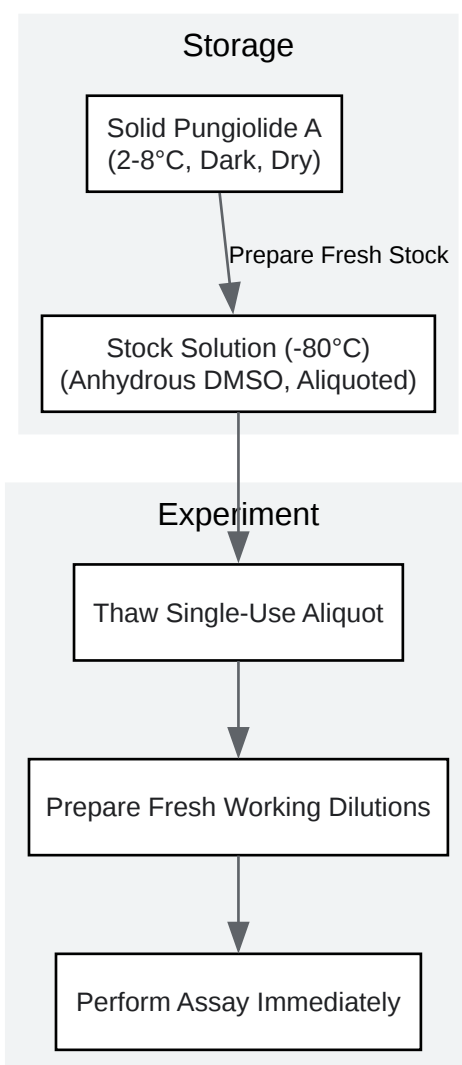 Storage
Solid Pungiolide A
(2-8°C, Dark, Dry)
Prepare Fresh Stock
Stock Solution (-80°C)
(Anhydrous DMSO, Aliquoted)
Experiment
Thaw Single-Use Aliquot
Prepare Fresh Working Dilutions
Perform Assay Immediately